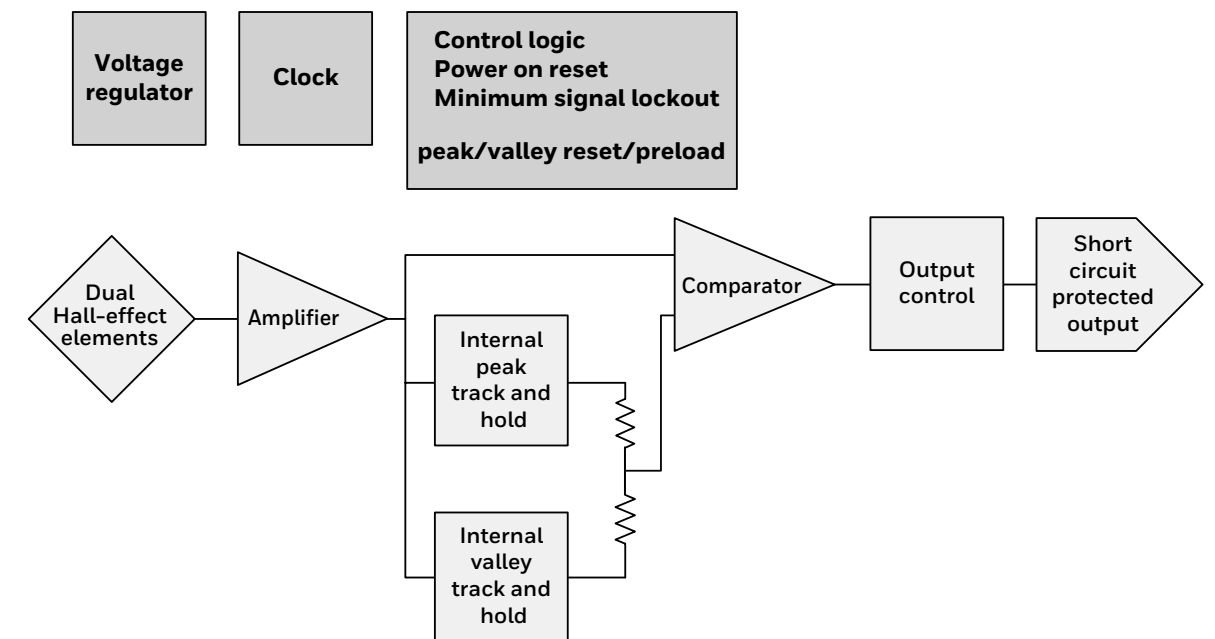 Voltage
regulator
Clock
Control logic
Power on reset
Minimum signal lockout
peak/valley reset/preload
Dual
Hall-effect
elements
Amplifier
Internal
peak
track and
hold
Internal
valley
track and
hold
Comparator
Output
control
Short
circuit
protected
output